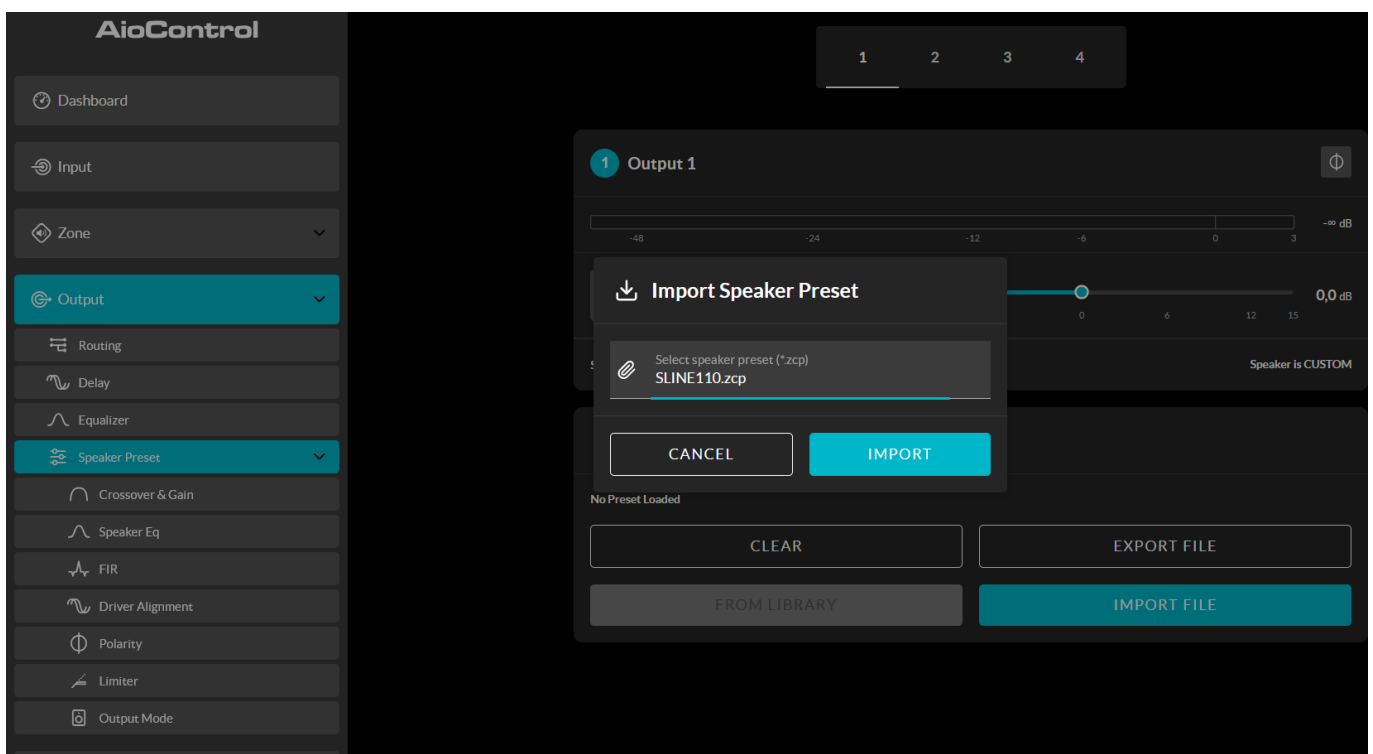 AioControl
Dashboard
Input
Zone
Output
Routing
Delay
Equalizer
Speaker Preset
Crossover & Gain
Speaker Eq
FIR
Driver Alignment
Polarity
Limiter
Output Mode
1 2 3 4
1 Output 1
-∞ dB
-48 -24 -12 -6 0 3
0,0 dB
0 6 12 15
Speaker is CUSTOM
Import Speaker Preset
Select speaker preset (*.zcp)
SLINE110.zcp
CANCEL IMPORT
No Preset Loaded
CLEAR EXPORT FILE
FROM LIBRARY IMPORT FILE